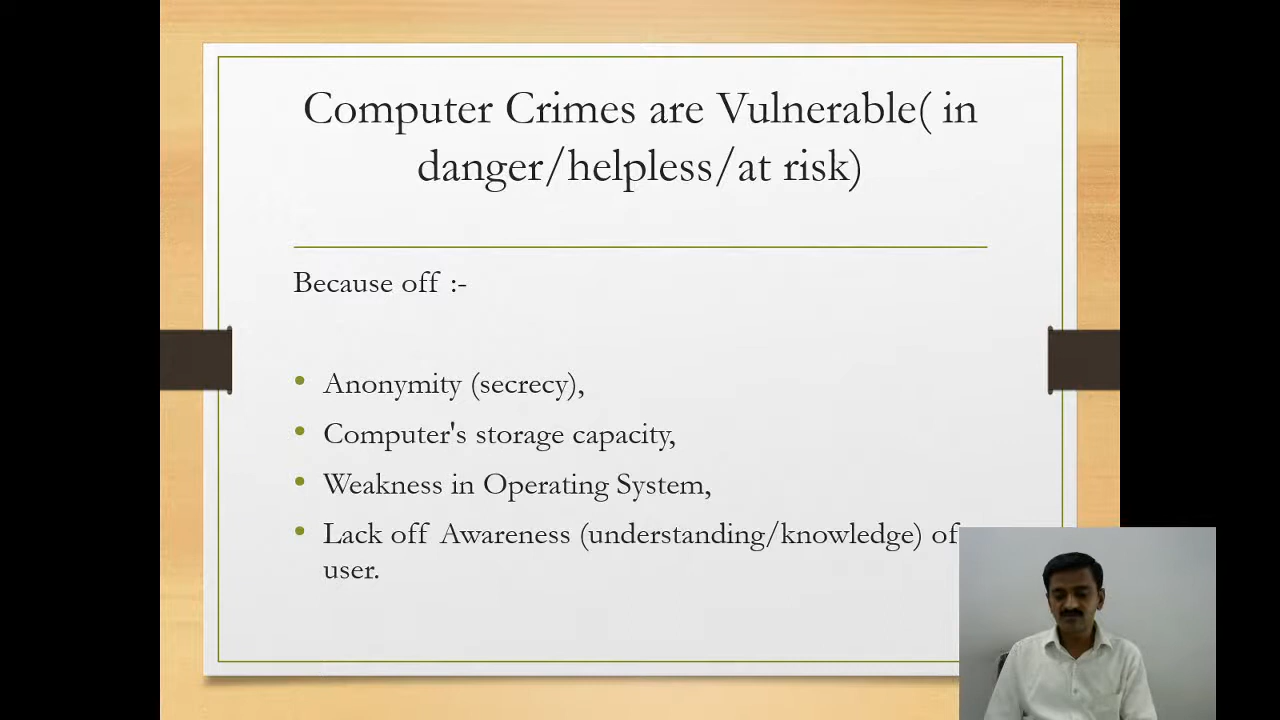 Computer Crimes are Vulnerable( in
danger/helpless/at risk)
Because off :-
• Anonymity (secrecy),
• Computer's storage capacity,
• Weakness in Operating System,
• Lack off Awareness (understanding/knowledge) of
user.